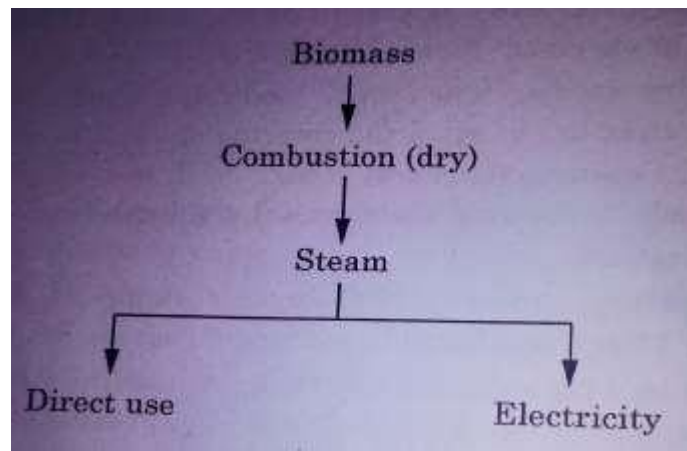 Biomass
Combustion (dry)
Steam
Direct use
Electricity